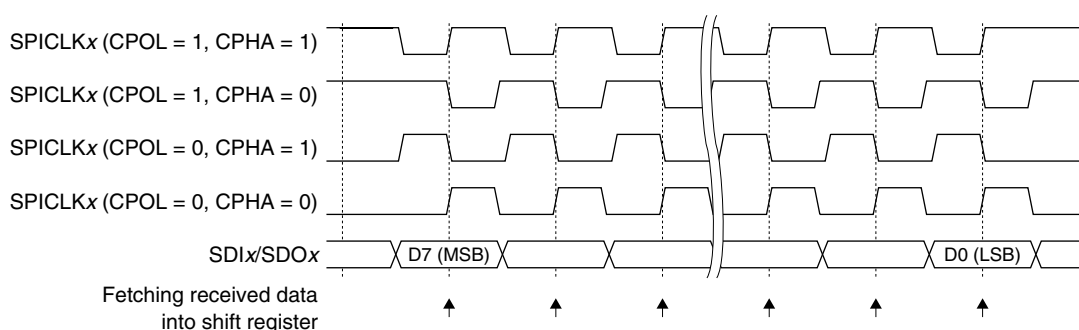 SPICLKx (CPOL = 1, CPHA = 1)
SPICLKx (CPOL = 1, CPHA = 0)
SPICLKx (CPOL = 0, CPHA = 1)
SPICLKx (CPOL = 0, CPHA = 0)
SDIx/SDOx D7 (MSB) D0 (LSB)
Fetching received data
into shift register